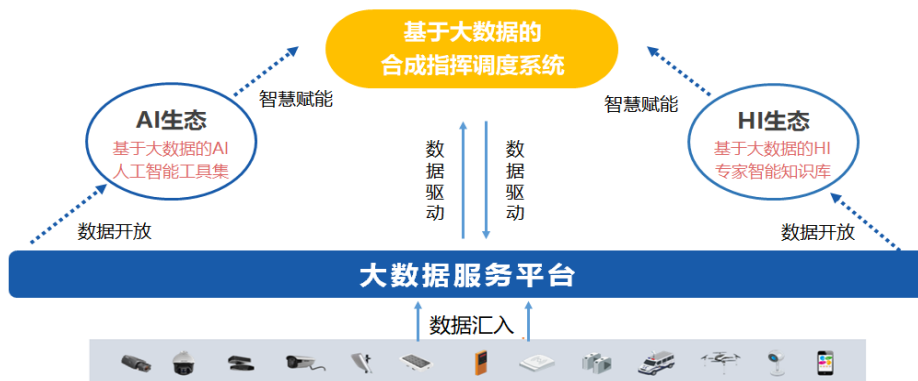 基于大数据的
合成指挥调度系统
智慧赋能
智慧赋能
AI生态
基于大数据的AI
人工智能工具集
HI生态
基于大数据的HI
专家智能知识库
数据驱动
数据驱动
数据开放
数据开放
大数据服务平台
数据汇入